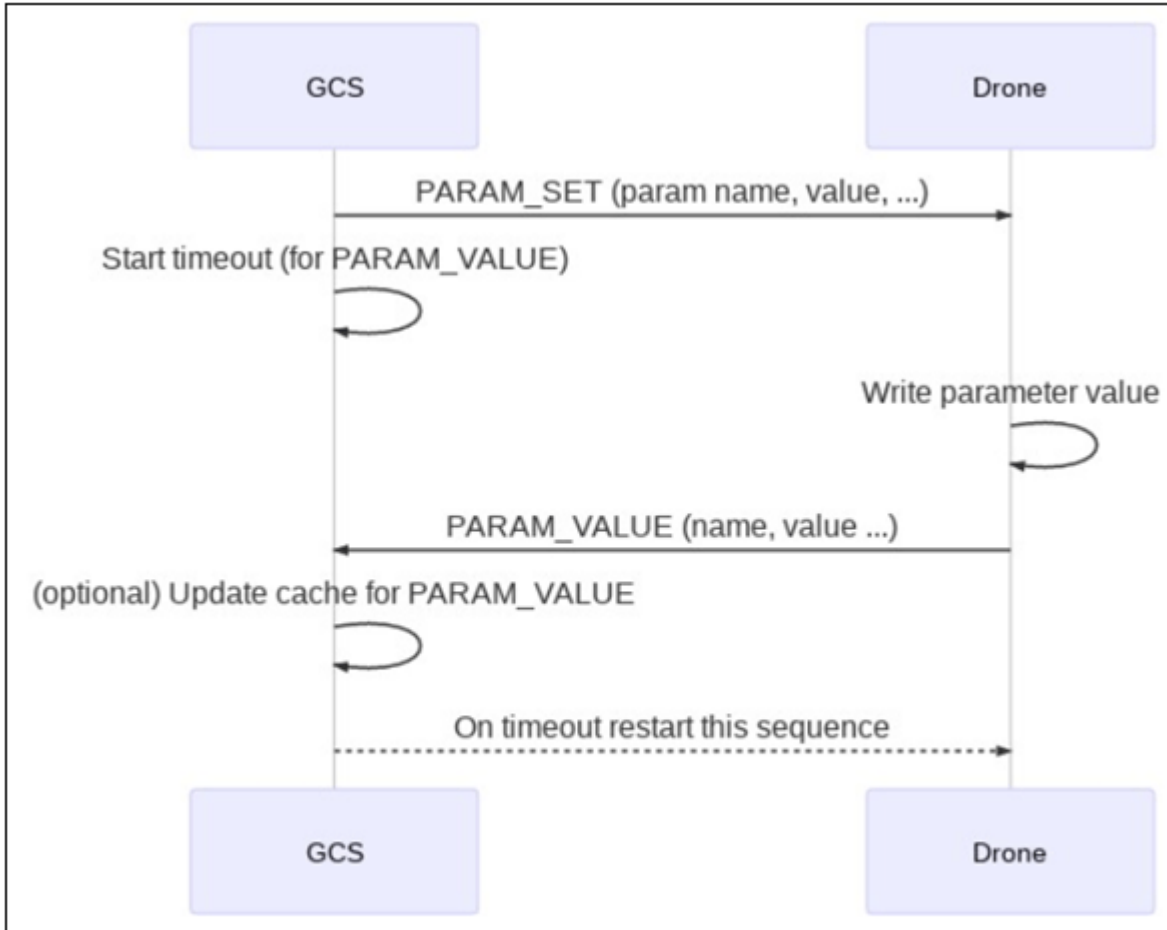 GCS
Drone
PARAM_SET (param name, value, ...)
Start timeout (for PARAM_VALUE)
Write parameter value
PARAM_VALUE (name, value ...)
(optional) Update cache for PARAM_VALUE
On timeout restart this sequence
GCS
Drone